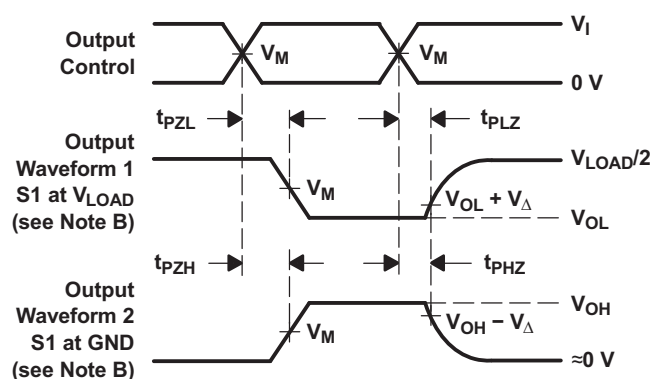 Output
Control
V_M
V_M
V_I
0 V
t_PZL
t_PLZ
Output
Waveform 1
S1 at V_LOAD
(see Note B)
V_M
V_LOAD/2
V_OL + V_Δ
V_OL
t_PZH
t_PHZ
Output
Waveform 2
S1 at GND
(see Note B)
V_M
V_OH
V_OH − V_Δ
≈0 V